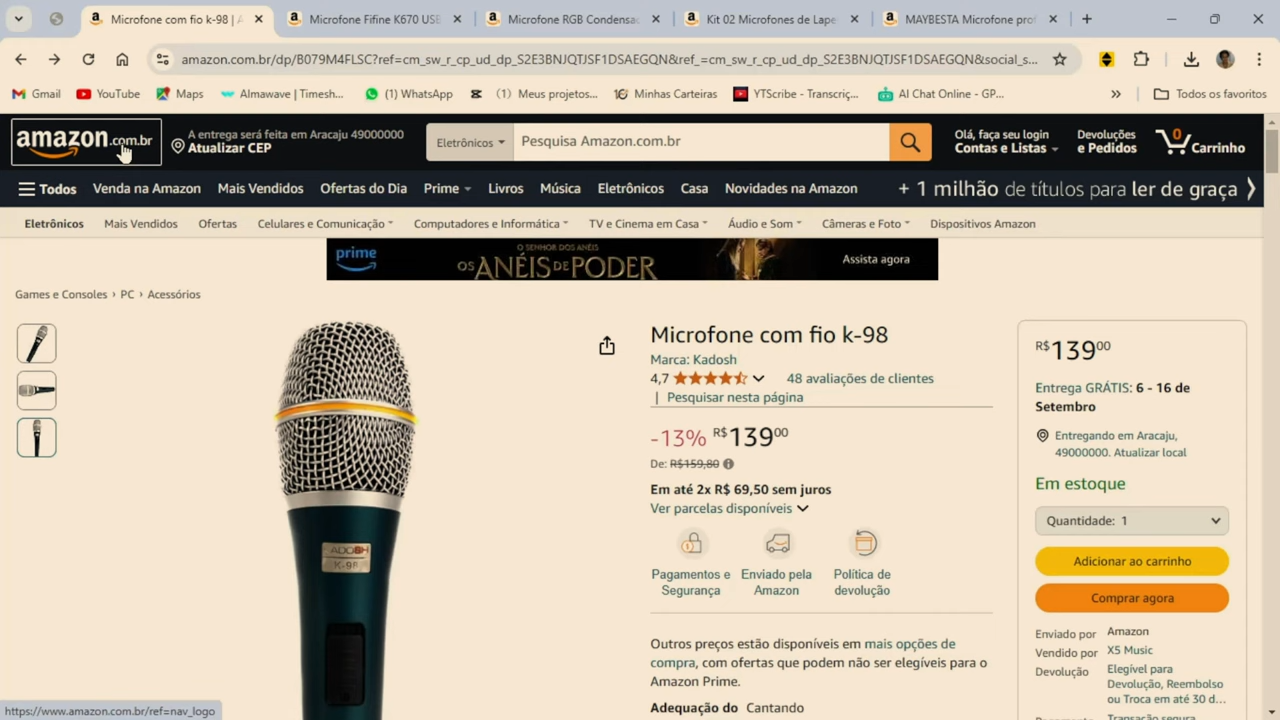 Microfone com fio k-98 | A
Microfone Fifine K670 USB
Microfone RGB Condensa
Kit 02 Microfones de Lape
MAYBESTA Microfone pro
amazon.com.br/dp/B079M4FLSC?ref=cm_sw_r_cp_ud_dp_S2E3BNJQTJSF1DSAEGQN&ref_=cm_sw_r_cp_ud_dp_S2E3BNJQTJSF1DSAEGQN&social_s...
Gmail
YouTube
Maps
Almawave | Timesh...
(1) WhatsApp
(1) Meus projetos...
Minhas Carteiras
YTScribe - Transcriç...
AI Chat Online - GP...
»
Todos os favoritos
amazon.com.br
A entrega será feita em Aracaju 49000000
Atualizar CEP
Eletrônicos
Pesquisa Amazon.com.br
Olá, faça seu login
Contas e Listas
Devoluções
e Pedidos
0
Carrinho
Todos
Venda na Amazon
Mais Vendidos
Ofertas do Dia
Prime
Livros
Música
Eletrônicos
Casa
Novidades na Amazon
+ 1 milhão de títulos para ler de graça
Eletrônicos
Mais Vendidos
Ofertas
Celulares e Comunicação
Computadores e Informática
TV e Cinema em Casa
Áudio e Som
Câmeras e Foto
Dispositivos Amazon
prime
O SENHOR DOS ANÉIS
OS ANÉIS DE PODER
Assista agora
Games e Consoles › PC › Acessórios
Microfone com fio k-98
Marca: Kadosh
4,7
48 avaliações de clientes
| Pesquisar nesta página
-13% R$13900
De: R$159,80
Em até 2x R$ 69,50 sem juros
Ver parcelas disponíveis
Pagamentos e
Segurança
Enviado pela
Amazon
Política de
devolução
Outros preços estão disponíveis em mais opções de
compra, com ofertas que podem não ser elegíveis para o
Amazon Prime.
Adequação do Cantando
KADOSH
K-98
R$13900
Entrega GRÁTIS: 6 - 16 de
Setembro
Entregando em Aracaju,
49000000. Atualizar local
Em estoque
Quantidade: 1
Adicionar ao carrinho
Comprar agora
Enviado por Amazon
Vendido por X5 Music
Devolução Elegível para
Devolução, Reembolso
ou Troca em até 30 d...
Transação segura
https://www.amazon.com.br/ref=nav_logo